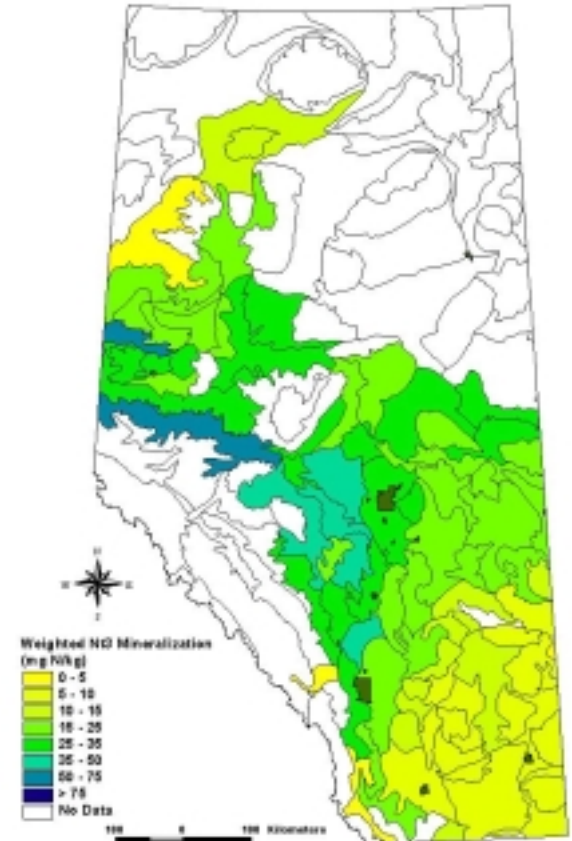 N
E
S
Weighted N0 Mineralization
(mg N/kg)
0 - 5
5 - 10
10 - 15
15 - 25
25 - 35
35 - 50
50 - 75
> 75
No Data
100 0 100 Kilometers